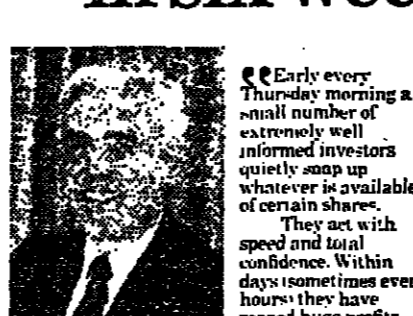 “Early every
Thursday morning a
small number of
extremely well
informed investors
quietly snap up
whatever is available
of certain shares.
They act with
speed and total
confidence. Within
days (sometimes even
hours) they have